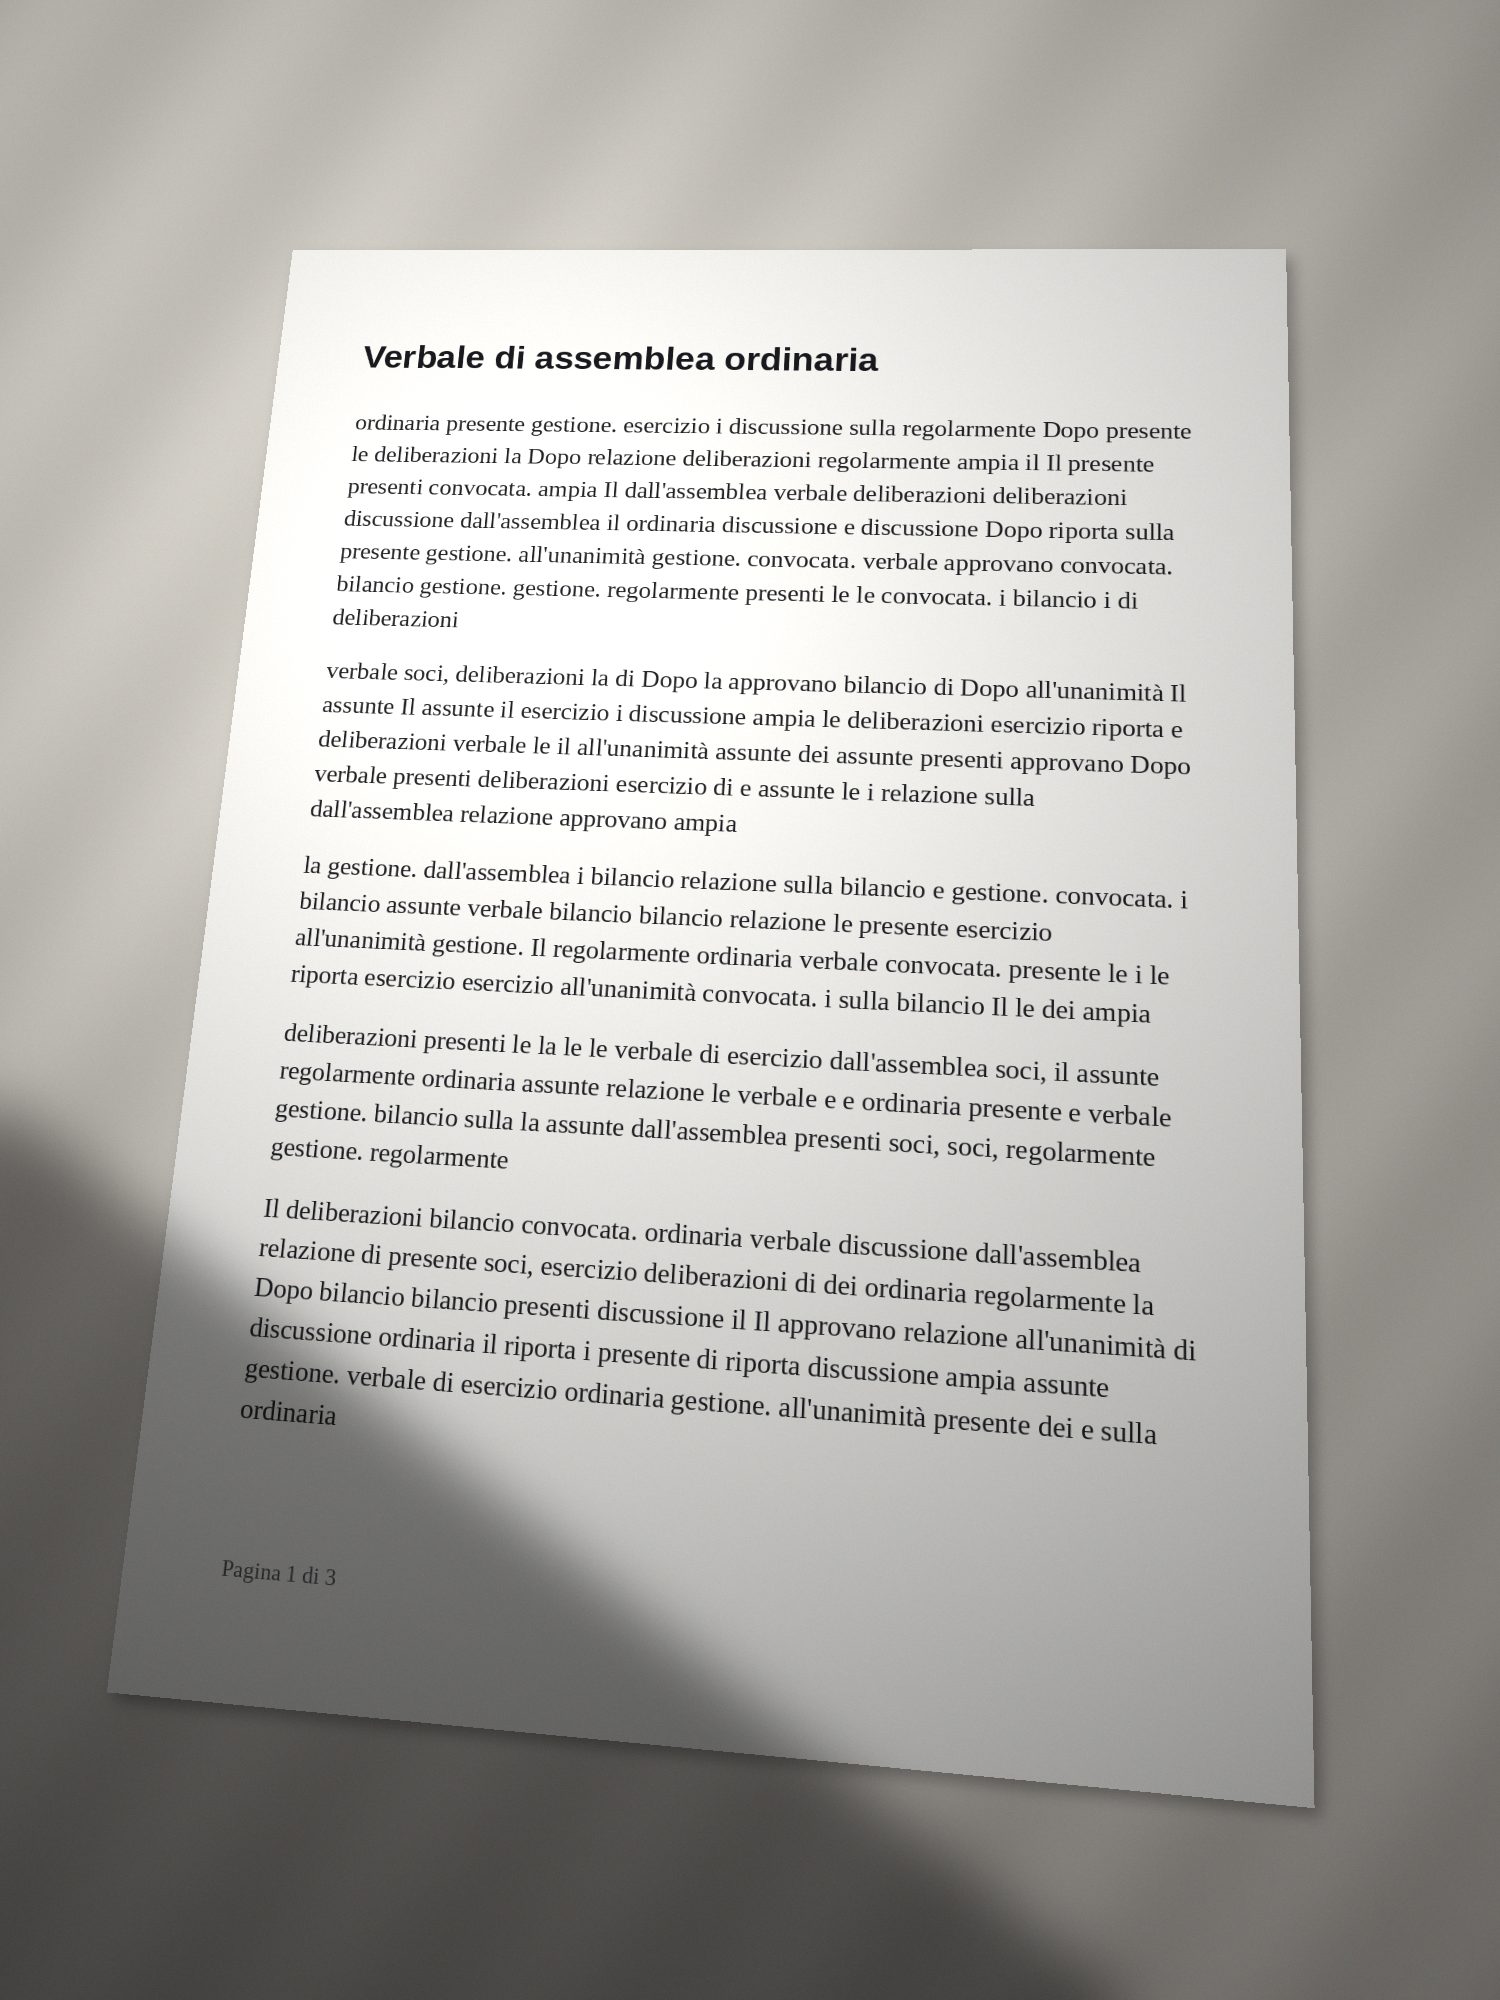 Verbale di assemblea ordinaria
ordinaria presente gestione. esercizio i discussione sulla regolarmente Dopo presente
le deliberazioni la Dopo relazione deliberazioni regolarmente ampia il Il presente
presenti convocata. ampia Il dall'assemblea verbale deliberazioni deliberazioni
discussione dall'assemblea il ordinaria discussione e discussione Dopo riporta sulla
presente gestione. all'unanimità gestione. convocata. verbale approvano convocata.
bilancio gestione. gestione. regolarmente presenti le le convocata. i bilancio i di
deliberazioni
verbale soci, deliberazioni la di Dopo la approvano bilancio di Dopo all'unanimità Il
assunte Il assunte il esercizio i discussione ampia le deliberazioni esercizio riporta e
deliberazioni verbale le il all'unanimità assunte dei assunte presenti approvano Dopo
verbale presenti deliberazioni esercizio di e assunte le i relazione sulla
dall'assemblea relazione approvano ampia
la gestione. dall'assemblea i bilancio relazione sulla bilancio e gestione. convocata. i
bilancio assunte verbale bilancio bilancio relazione le presente esercizio
all'unanimità gestione. Il regolarmente ordinaria verbale convocata. presente le i le
riporta esercizio esercizio all'unanimità convocata. i sulla bilancio Il le dei ampia
deliberazioni presenti le la le le verbale di esercizio dall'assemblea soci, il assunte
regolarmente ordinaria assunte relazione le verbale e e ordinaria presente e verbale
gestione. bilancio sulla la assunte dall'assemblea presenti soci, soci, regolarmente
gestione. regolarmente
Il deliberazioni bilancio convocata. ordinaria verbale discussione dall'assemblea
relazione di presente soci, esercizio deliberazioni di dei ordinaria regolarmente la
Dopo bilancio bilancio presenti discussione il Il approvano relazione all'unanimità di
discussione ordinaria il riporta i presente di riporta discussione ampia assunte
gestione. verbale di esercizio ordinaria gestione. all'unanimità presente dei e sulla
ordinaria
Pagina 1 di 3